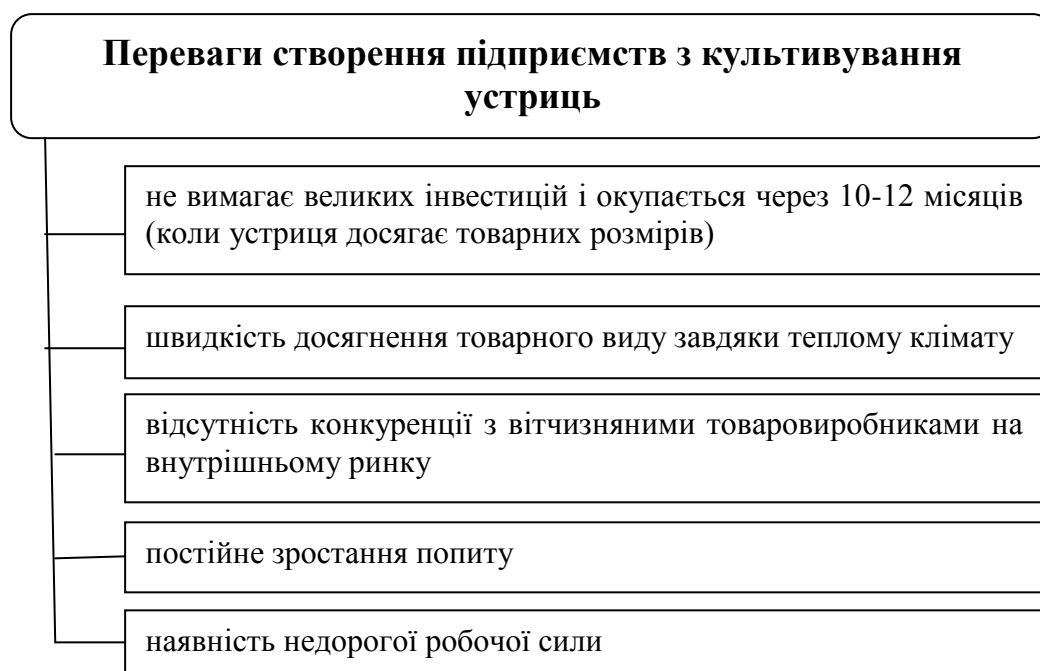 Переваги створення підприємств з культивування
устриць
не вимагає великих інвестицій і окупається через 10-12 місяців
(коли устриця досягає товарних розмірів)
швидкість досягнення товарного виду завдяки теплому клімату
відсутність конкуренції з вітчизняними товаровиробниками на
внутрішньому ринку
постійне зростання попиту
наявність недорогої робочої сили